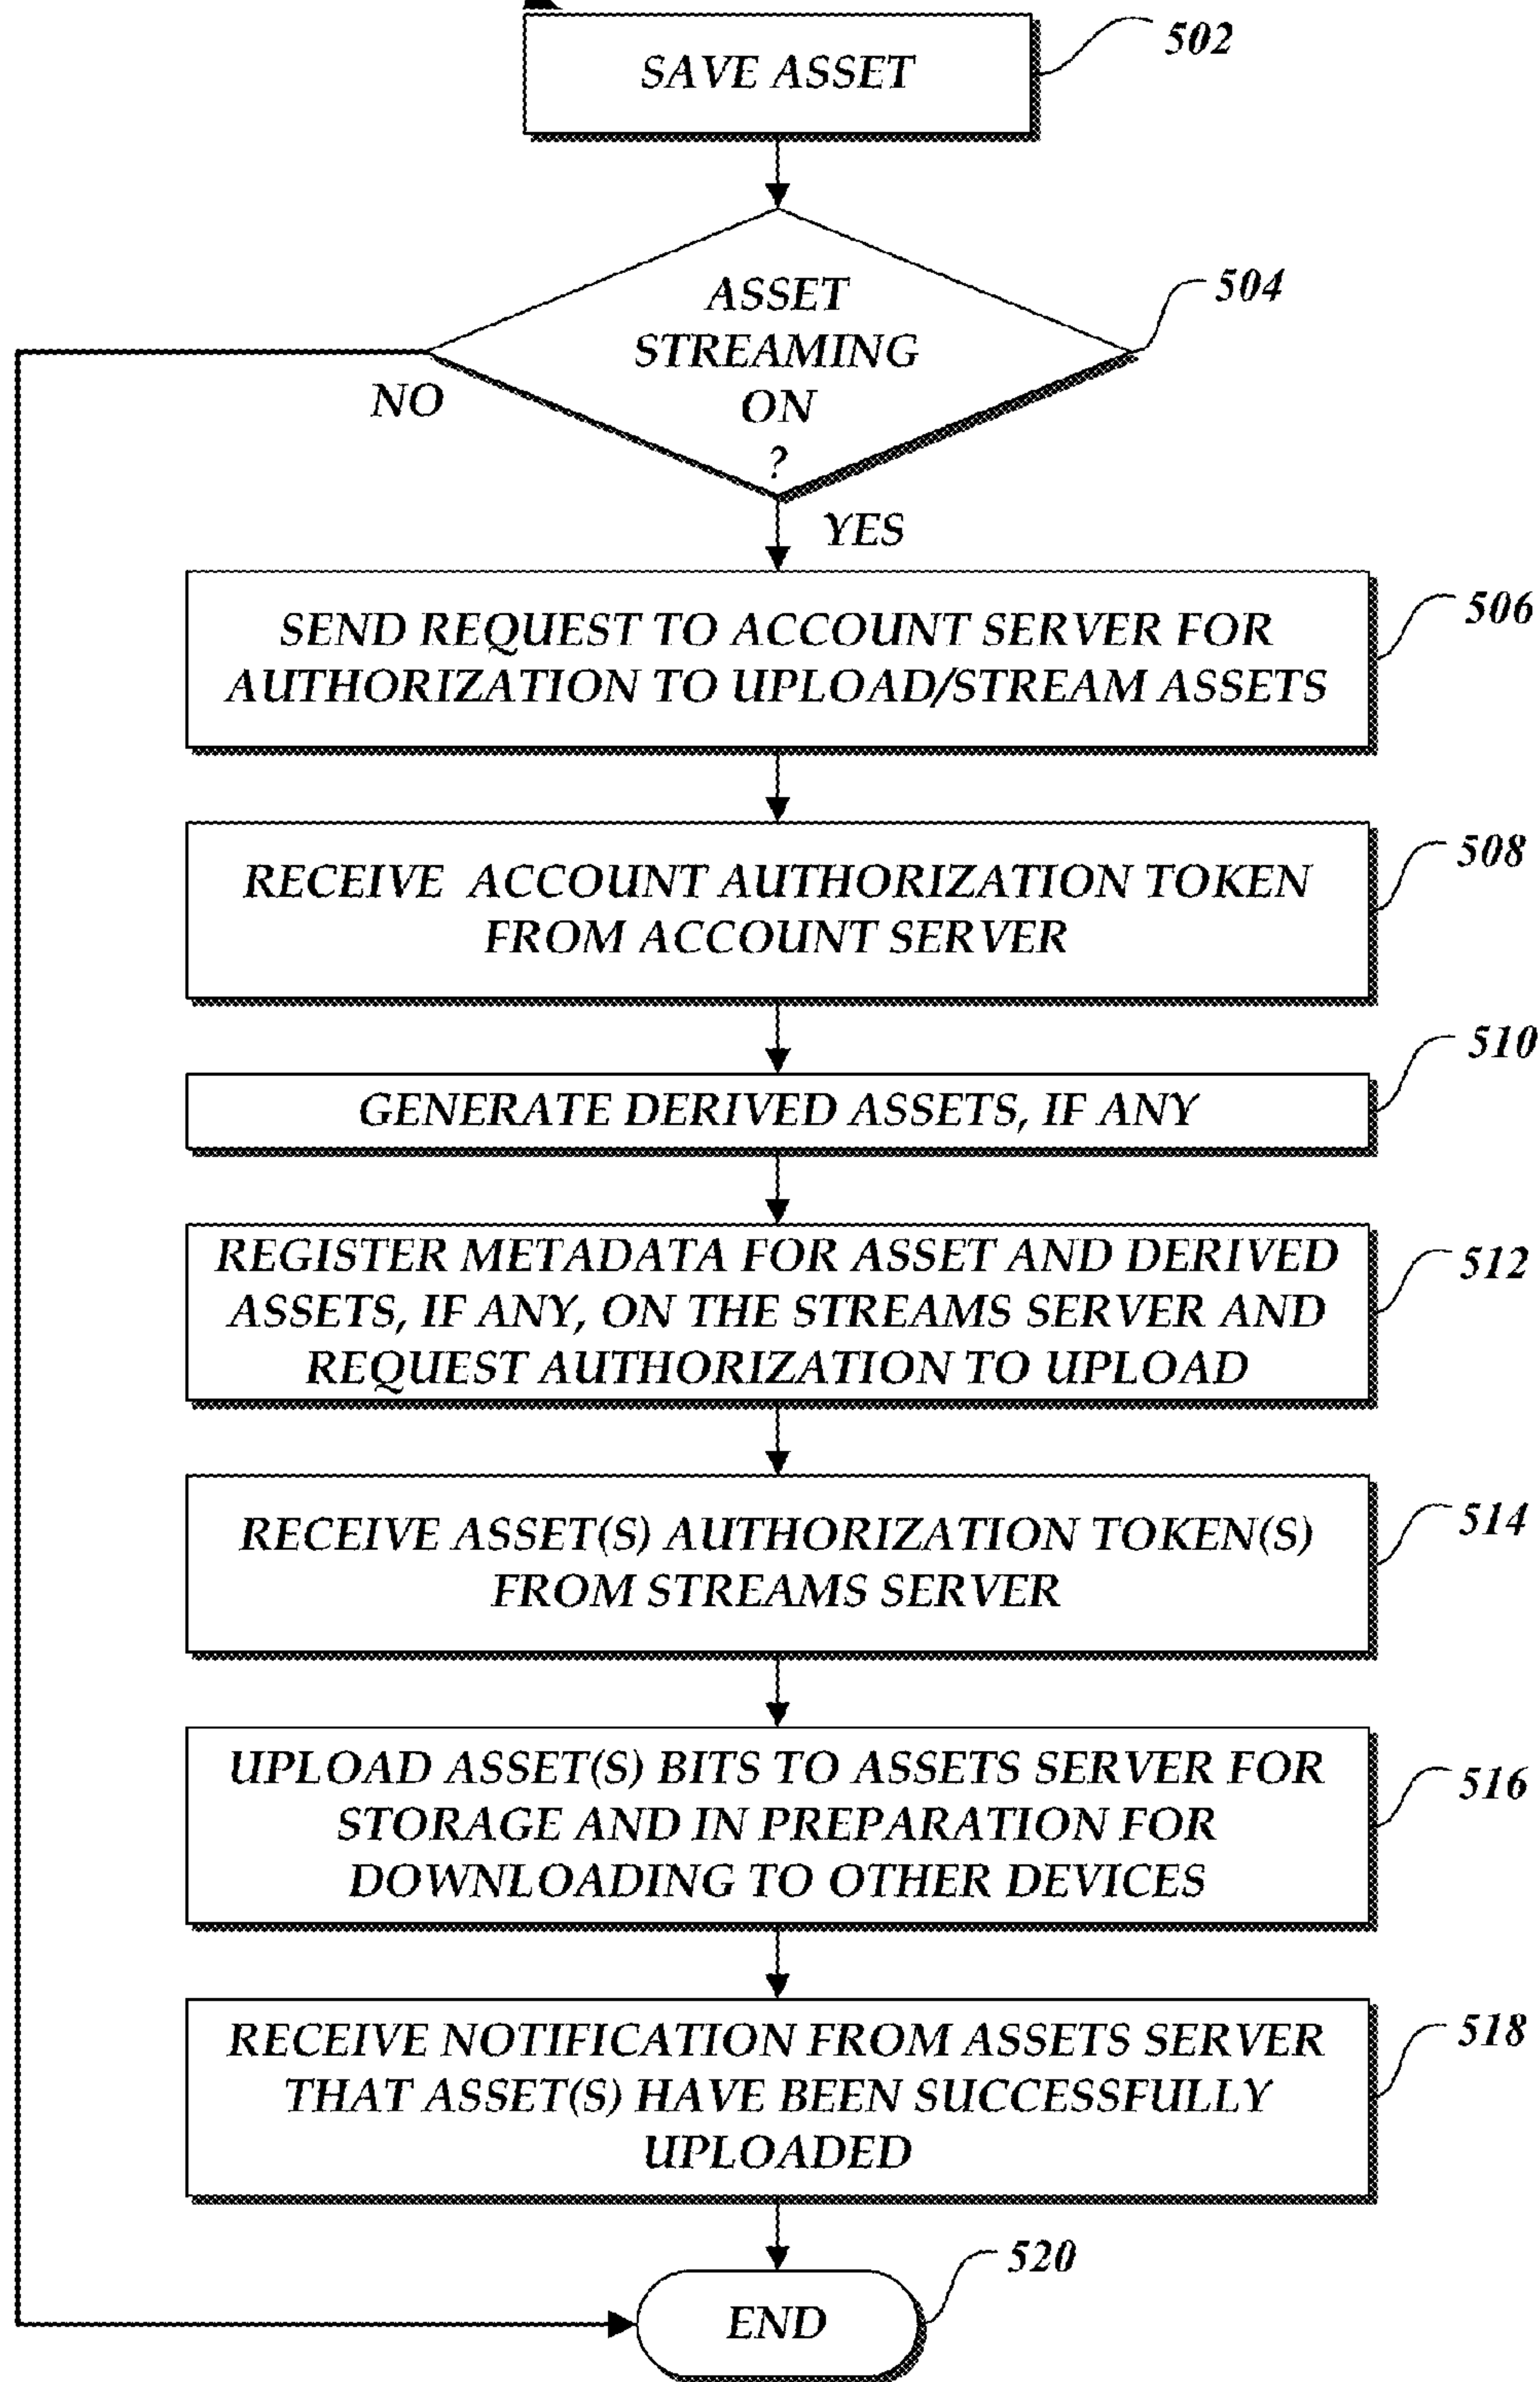 502
SAVE ASSET
504
ASSET
STREAMING
ON
?
NO
YES
506
SEND REQUEST TO ACCOUNT SERVER FOR
AUTHORIZATION TO UPLOAD/STREAM ASSETS
508
RECEIVE ACCOUNT AUTHORIZATION TOKEN
FROM ACCOUNT SERVER
510
GENERATE DERIVED ASSETS, IF ANY
512
REGISTER METADATA FOR ASSET AND DERIVED
ASSETS, IF ANY, ON THE STREAMS SERVER AND
REQUEST AUTHORIZATION TO UPLOAD
514
RECEIVE ASSET(S) AUTHORIZATION TOKEN(S)
FROM STREAMS SERVER
516
UPLOAD ASSET(S) BITS TO ASSETS SERVER FOR
STORAGE AND IN PREPARATION FOR
DOWNLOADING TO OTHER DEVICES
518
RECEIVE NOTIFICATION FROM ASSETS SERVER
THAT ASSET(S) HAVE BEEN SUCCESSFULLY
UPLOADED
520
END